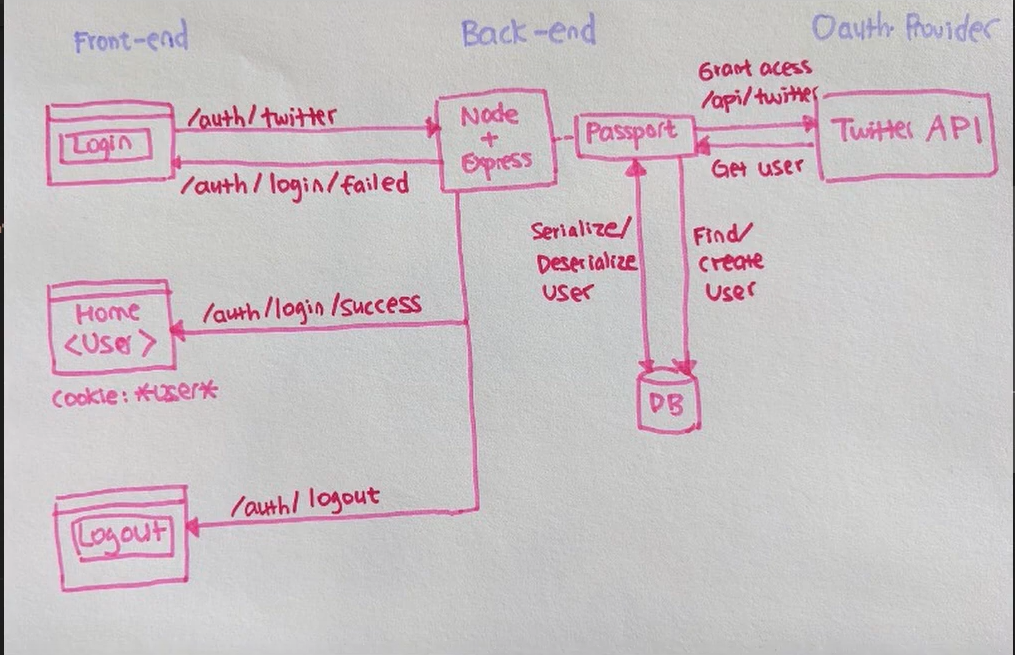 Front-end
Back-end
Oauth Provider
Login
/auth/twitter
/auth/login/failed
Node
+
Express
Passport
Grant acess
/api/twitter
Get user
Twitter API
Serialize/
Deserialize
user
Find/
create
user
DB
Home
<User>
cookie: *user*
/auth/login/success
Logout
/auth/logout